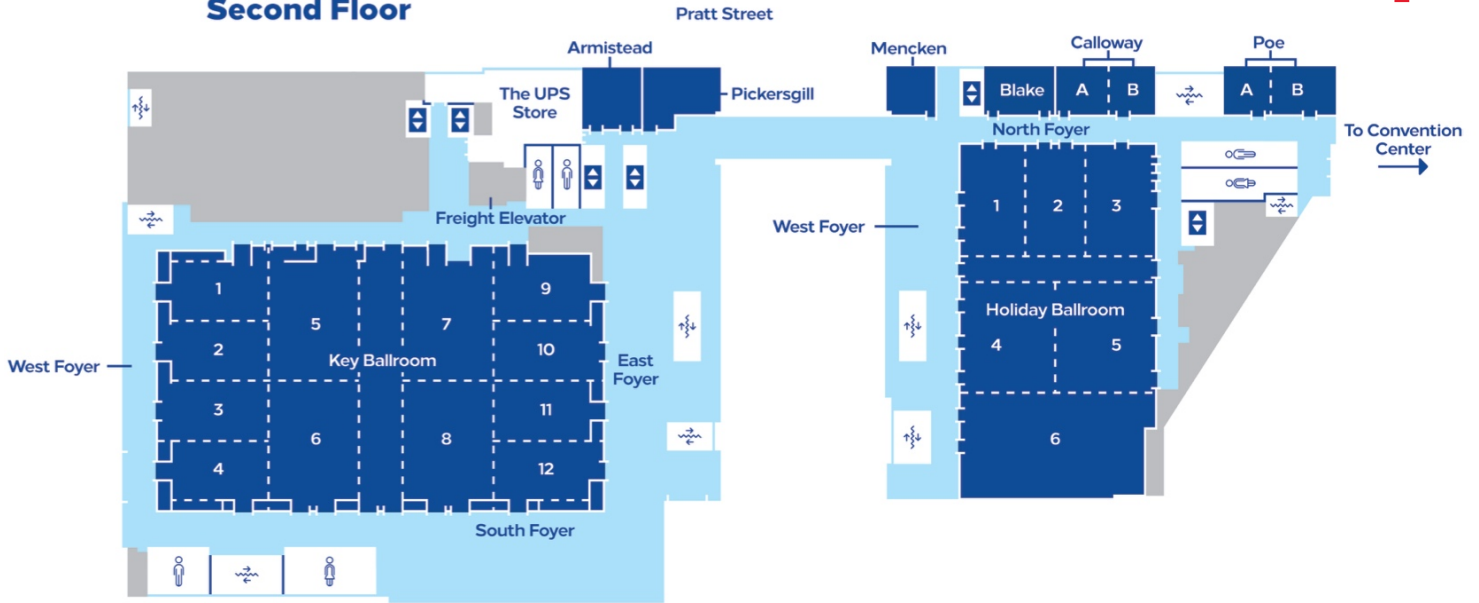 Second Floor
Pratt Street
Armistead
Mencken
Calloway
Poe
The UPS
Store
Pickersgill
Blake
A
B
A
B
North Foyer
To Convention
Center
Freight Elevator
West Foyer
1
2
3
1
5
7
9
2
Key Ballroom
10
East
Foyer
West Foyer
3
11
6
8
4
12
Holiday Ballroom
4
5
6
South Foyer